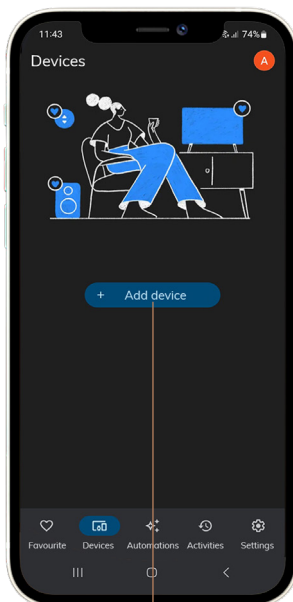 11:43
74%
Devices
A
+ Add device
Favourite
Devices
Automations
Activities
Settings